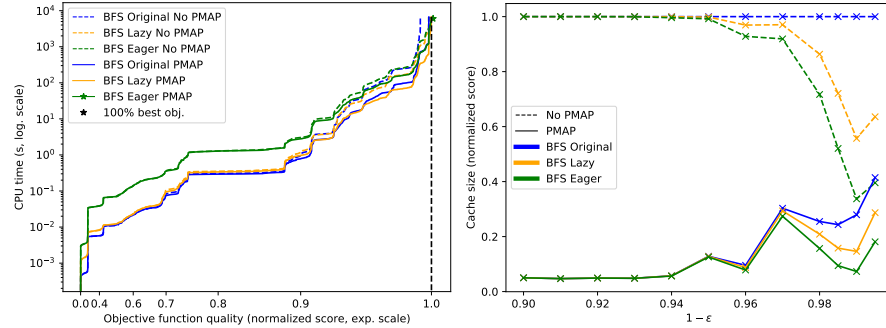 10⁴
10³
10²
10¹
10⁰
10⁻¹
10⁻²
10⁻³
CPU time (s, log. scale)
BFS Original No PMAP
BFS Lazy No PMAP
BFS Eager No PMAP
BFS Original PMAP
BFS Lazy PMAP
BFS Eager PMAP
100% best obj.
0.0 0.4 0.6 0.7 0.8 0.9 1.0
Objective function quality (normalized score, exp. scale)
1.0
0.8
0.6
0.4
0.2
0.0
Cache size (normalized score)
No PMAP
PMAP
BFS Original
BFS Lazy
BFS Eager
0.90 0.92 0.94 0.96 0.98
1 − ε